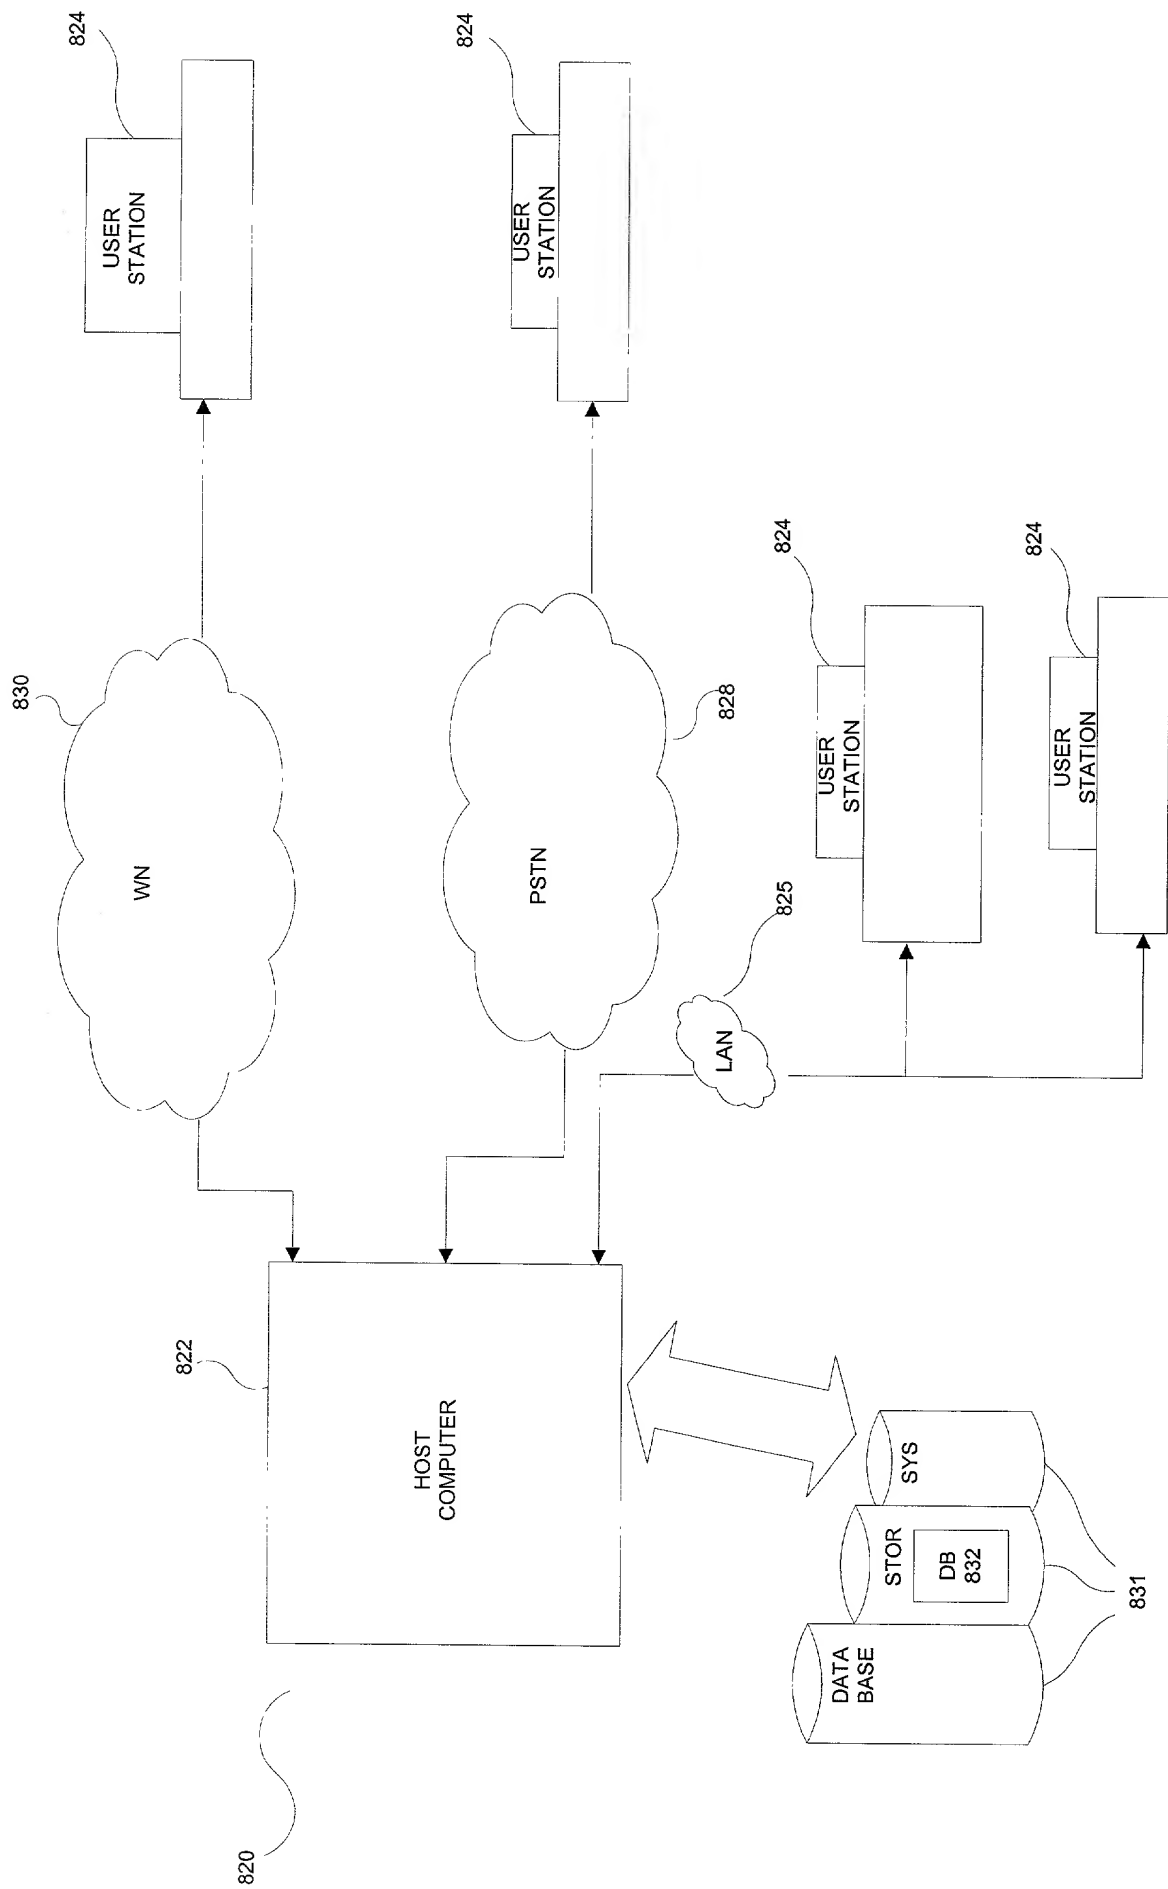 824
USER
STATION
830
WN
824
USER
STATION
PSTN
828
824
USER
STATION
825
LAN
824
USER
STATION
822
HOST
COMPUTER
820
DATA
BASE
STOR
DB
832
SYS
831